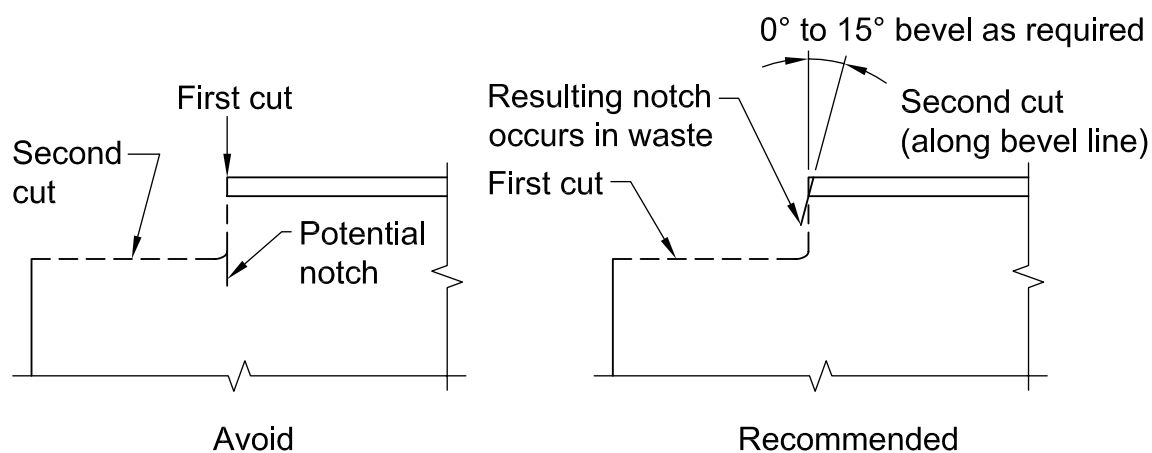 First cut
Second
cut
Potential
notch
Avoid
0° to 15° bevel as required
Resulting notch
occurs in waste
Second cut
(along bevel line)
First cut
Recommended